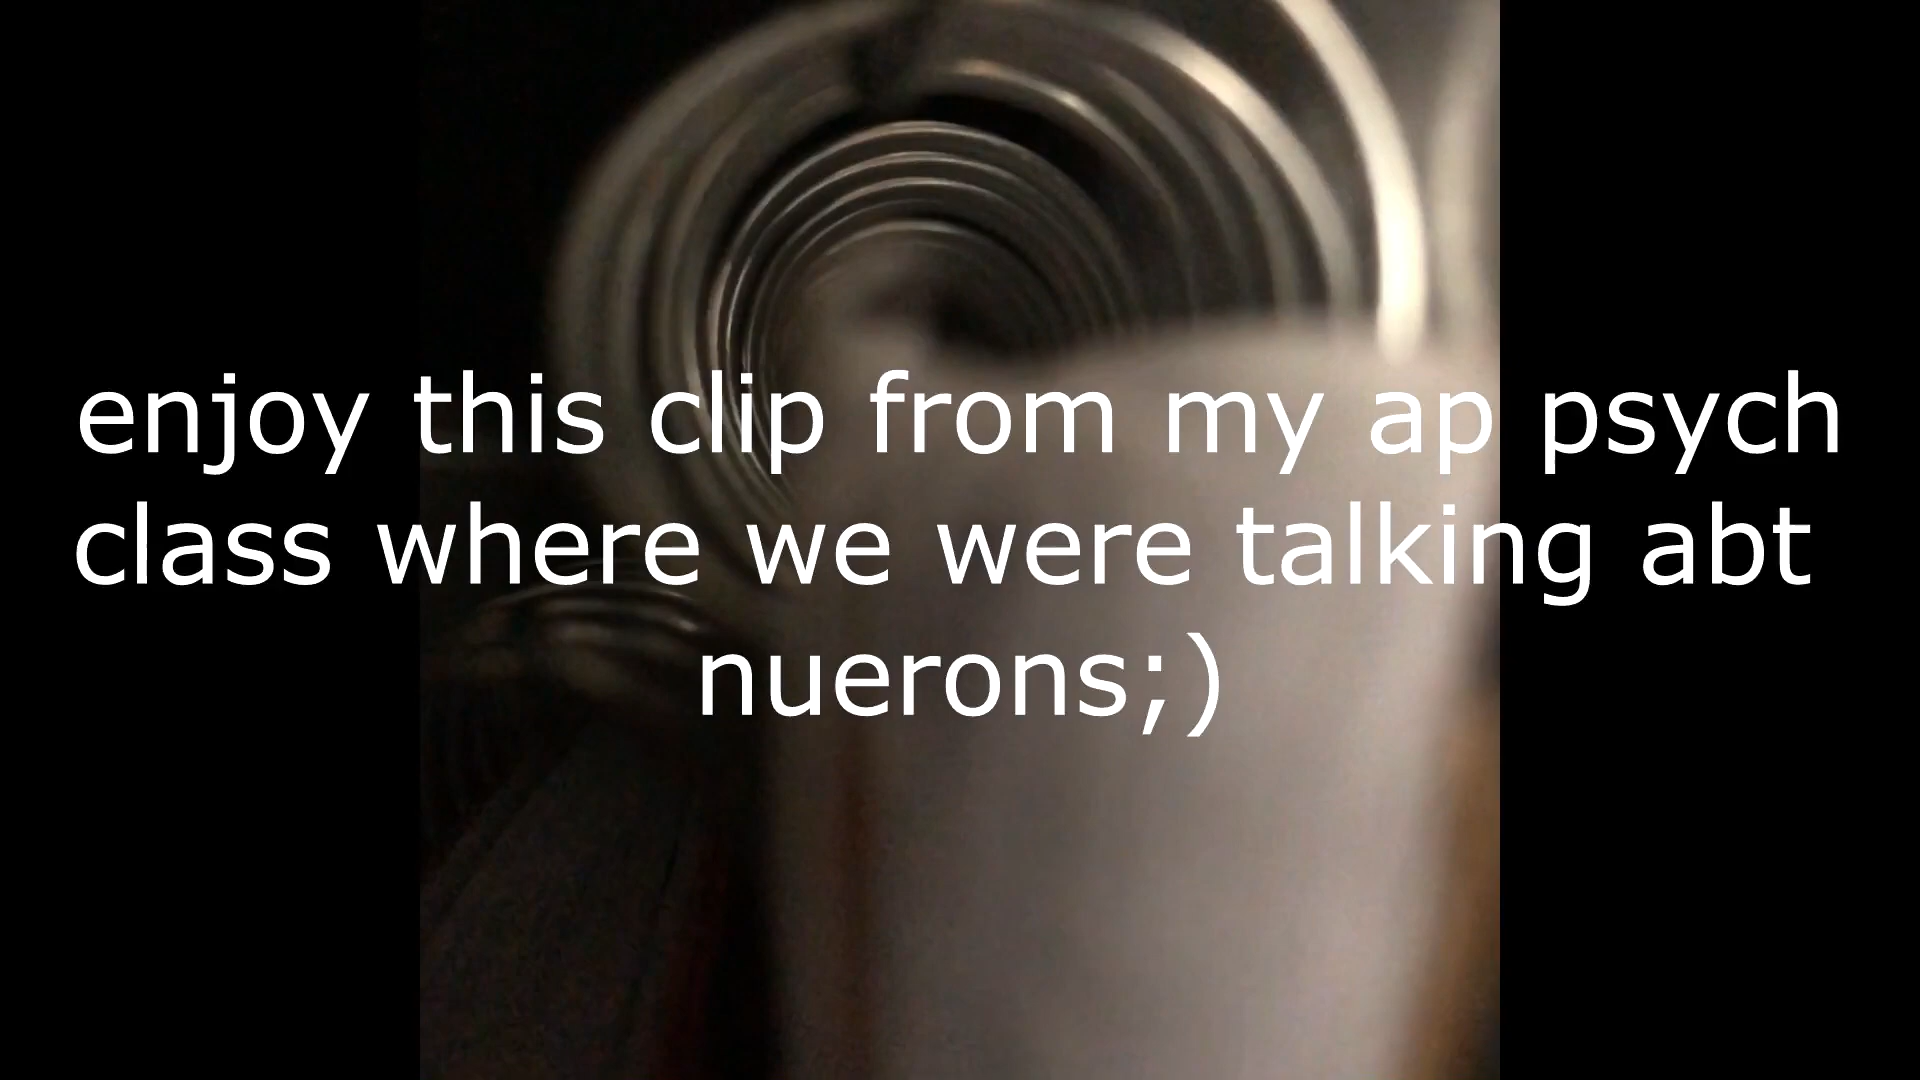 enjoy this clip from my ap psych
class where we were talking abt
nuerons;)